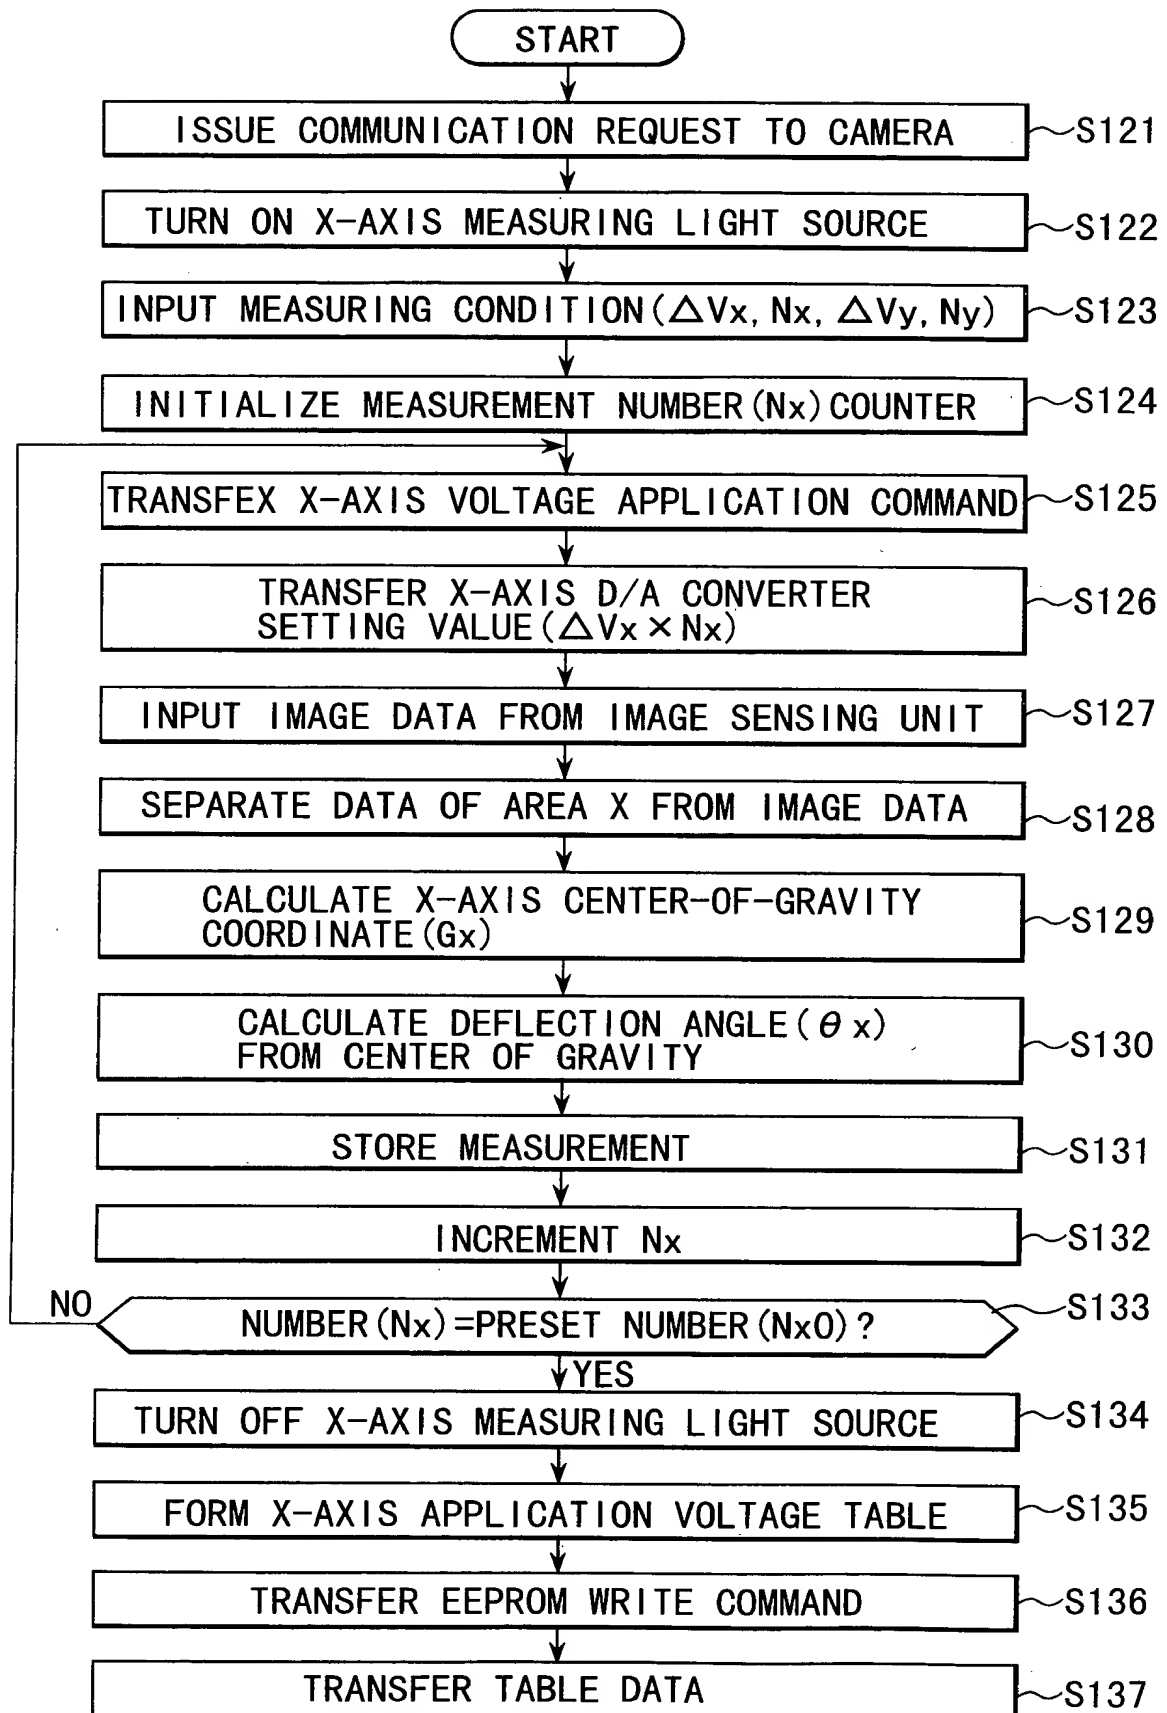 START
ISSUE COMMUNICATION REQUEST TO CAMERA
S121
TURN ON X-AXIS MEASURING LIGHT SOURCE
S122
INPUT MEASURING CONDITION(△Vx, Nx, △Vy, Ny)
S123
INITIALIZE MEASUREMENT NUMBER(Nx)COUNTER
S124
TRANSFEX X-AXIS VOLTAGE APPLICATION COMMAND
S125
TRANSFER X-AXIS D/A CONVERTER
SETTING VALUE(△Vx×Nx)
S126
INPUT IMAGE DATA FROM IMAGE SENSING UNIT
S127
SEPARATE DATA OF AREA X FROM IMAGE DATA
S128
CALCULATE X-AXIS CENTER-OF-GRAVITY
COORDINATE(Gx)
S129
CALCULATE DEFLECTION ANGLE(θx)
FROM CENTER OF GRAVITY
S130
STORE MEASUREMENT
S131
INCREMENT Nx
S132
NO
NUMBER(Nx)=PRESET NUMBER(Nx0)?
S133
YES
TURN OFF X-AXIS MEASURING LIGHT SOURCE
S134
FORM X-AXIS APPLICATION VOLTAGE TABLE
S135
TRANSFER EEPROM WRITE COMMAND
S136
TRANSFER TABLE DATA
S137